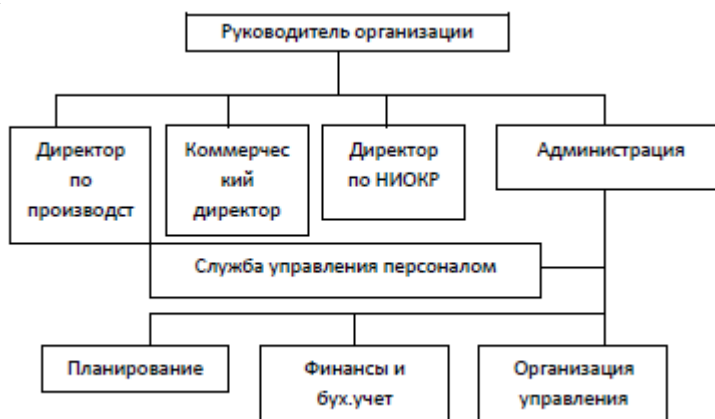 Руководитель организации
Директор
по
производст
Коммерчес
кий
директор
Директор
по НИОКР
Администрация
Служба управления персоналом
Планирование
Финансы и
бух.учет
Организация
управления